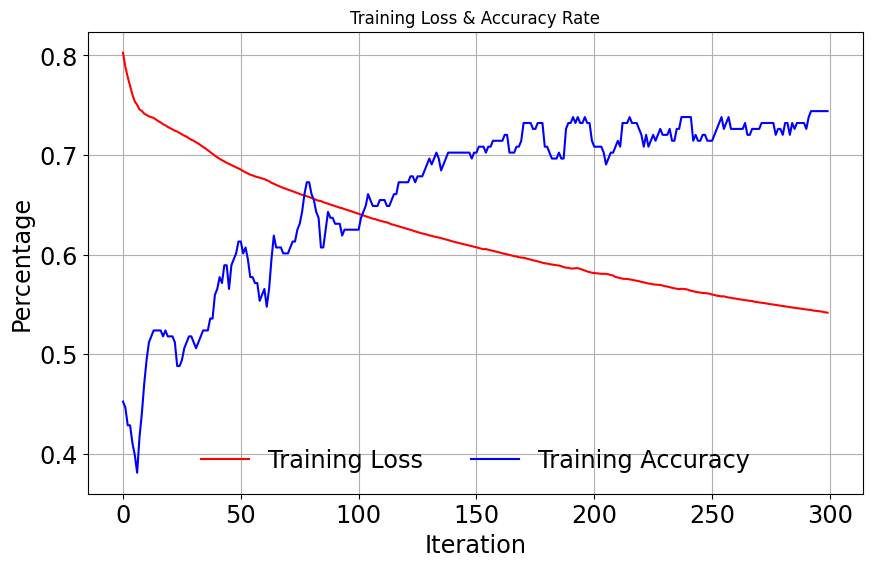 Training Loss & Accuracy Rate
0.8
0.7
0.6
0.5
0.4
Percentage
Training Loss
Training Accuracy
0 50 100 150 200 250 300
Iteration